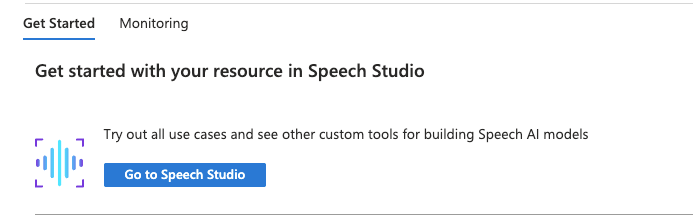 Get Started Monitoring
Get started with your resource in Speech Studio
Try out all use cases and see other custom tools for building Speech AI models
Go to Speech Studio